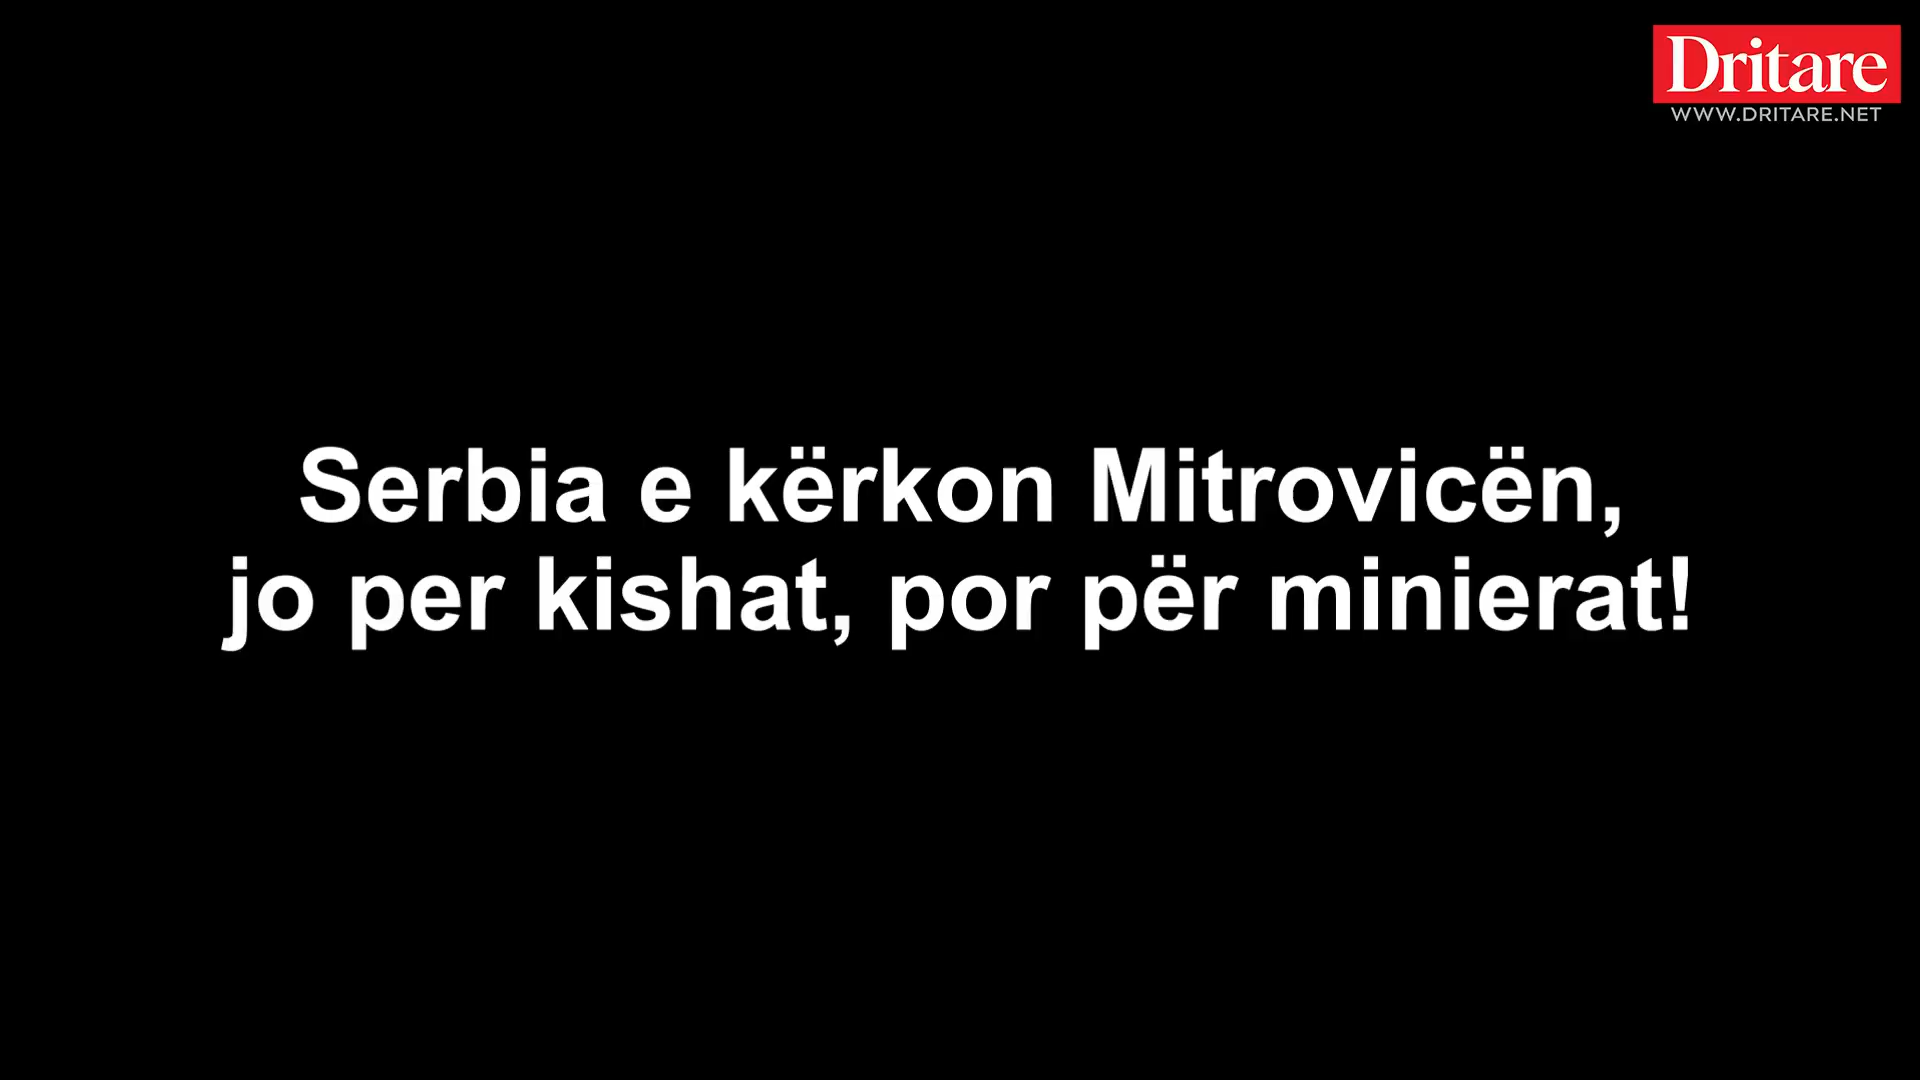 Dritare
WWW.DRITARE.NET
Serbia e kërkon Mitrovicën,
jo per kishat, por për minierat!